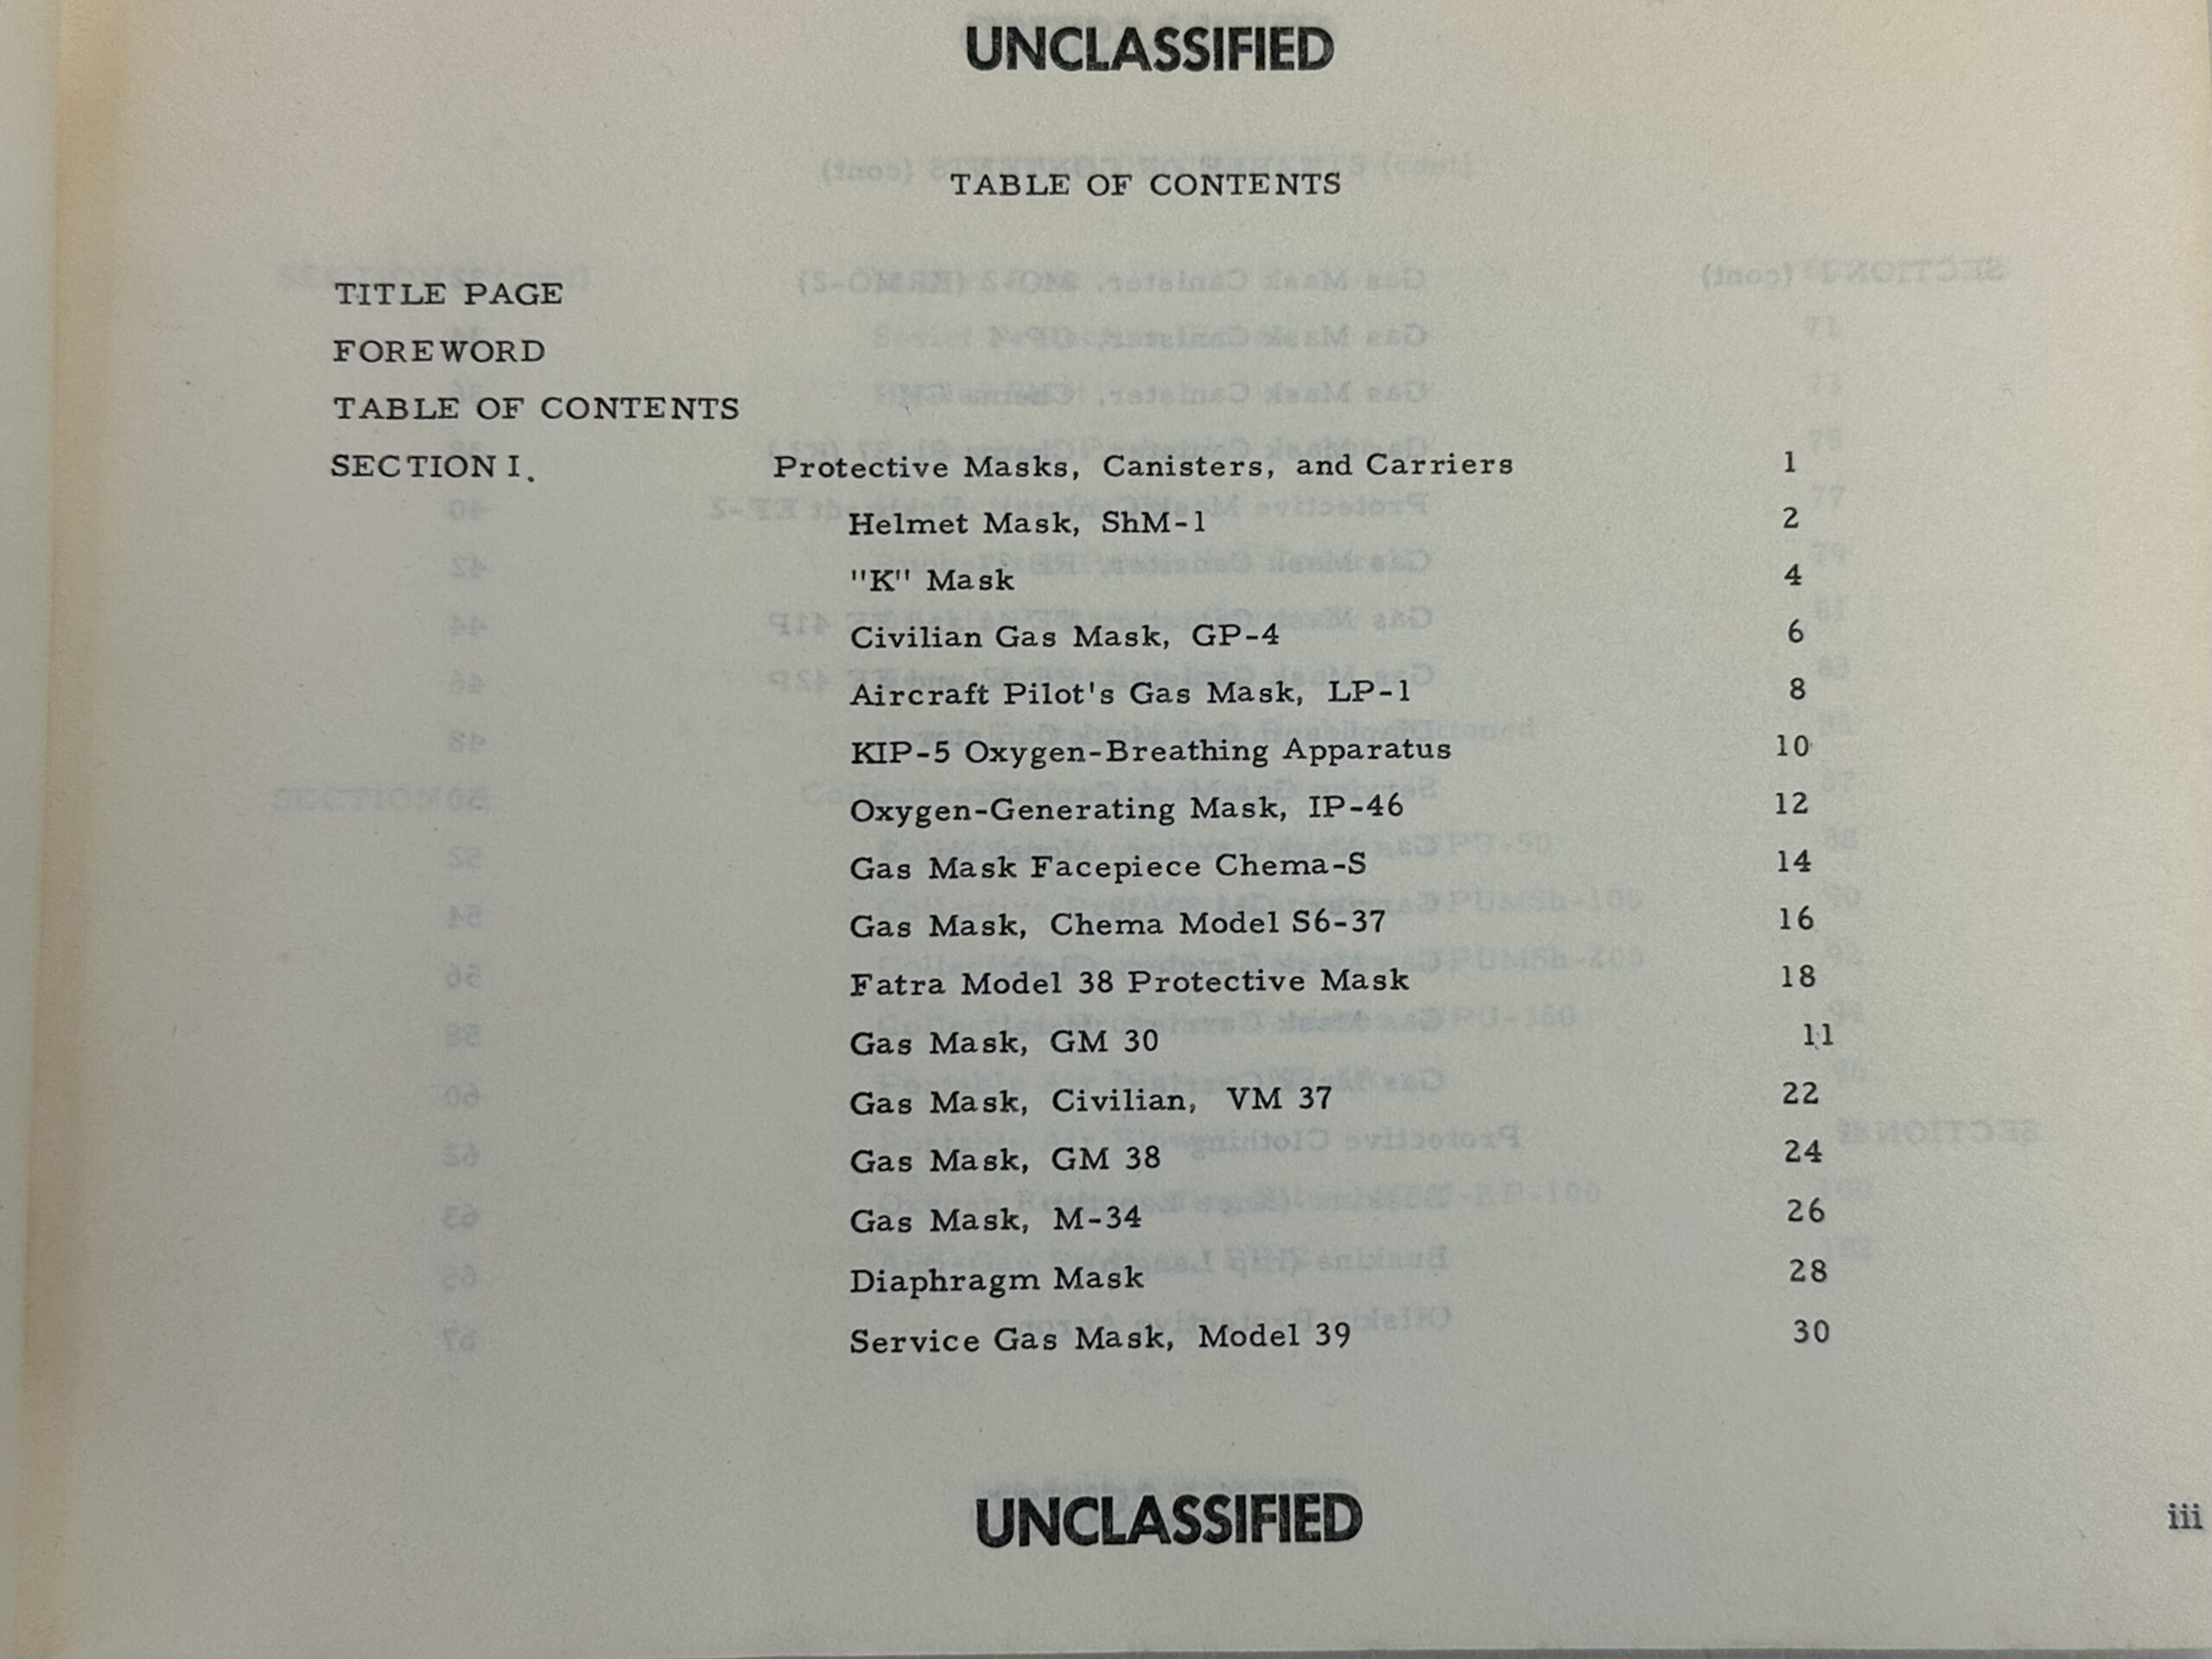 UNCLASSIFIED
TABLE OF CONTENTS
TITLE PAGE
FOREWORD
TABLE OF CONTENTS
SECTION I. Protective Masks, Canisters, and Carriers 1
Helmet Mask, ShM-1 2
"K" Mask 4
Civilian Gas Mask, GP-4 6
Aircraft Pilot's Gas Mask, LP-1 8
KIP-5 Oxygen-Breathing Apparatus 10
Oxygen-Generating Mask, IP-46 12
Gas Mask Facepiece Chema-S 14
Gas Mask, Chema Model S6-37 16
Fatra Model 38 Protective Mask 18
Gas Mask, GM 30 11
Gas Mask, Civilian, VM 37 22
Gas Mask, GM 38 24
Gas Mask, M-34 26
Diaphragm Mask 28
Service Gas Mask, Model 39 30
UNCLASSIFIED
iii